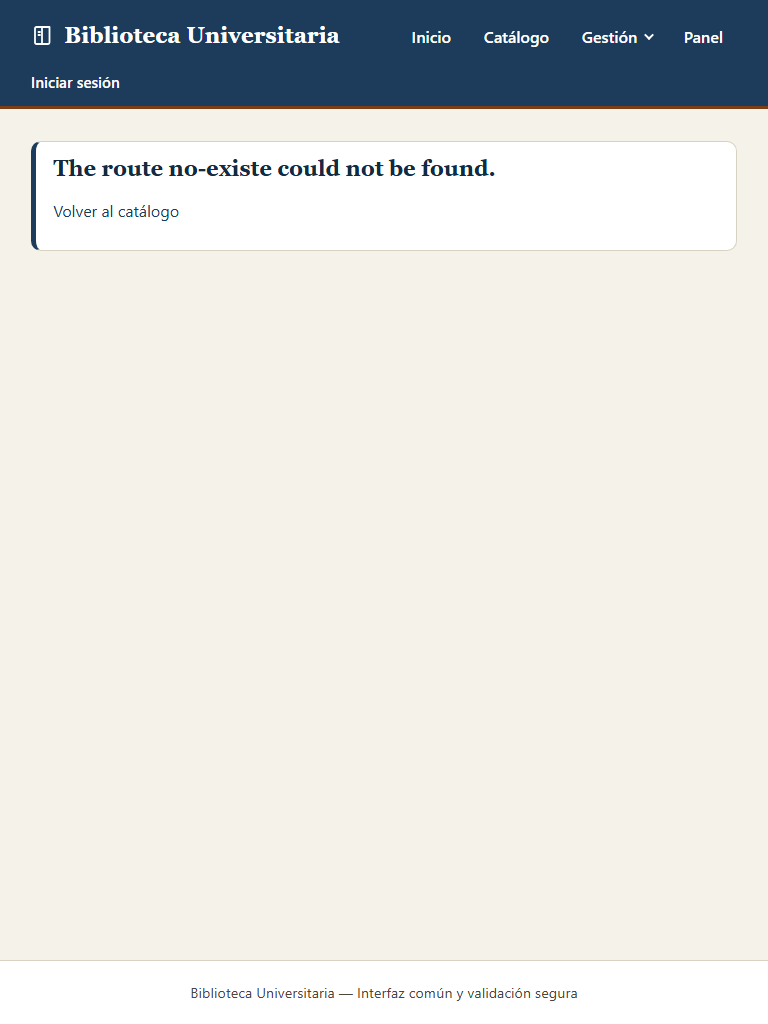 Biblioteca Universitaria
Inicio Catálogo Gestión Panel
Iniciar sesión
The route no-existe could not be found.
Volver al catálogo
Biblioteca Universitaria — Interfaz común y validación segura